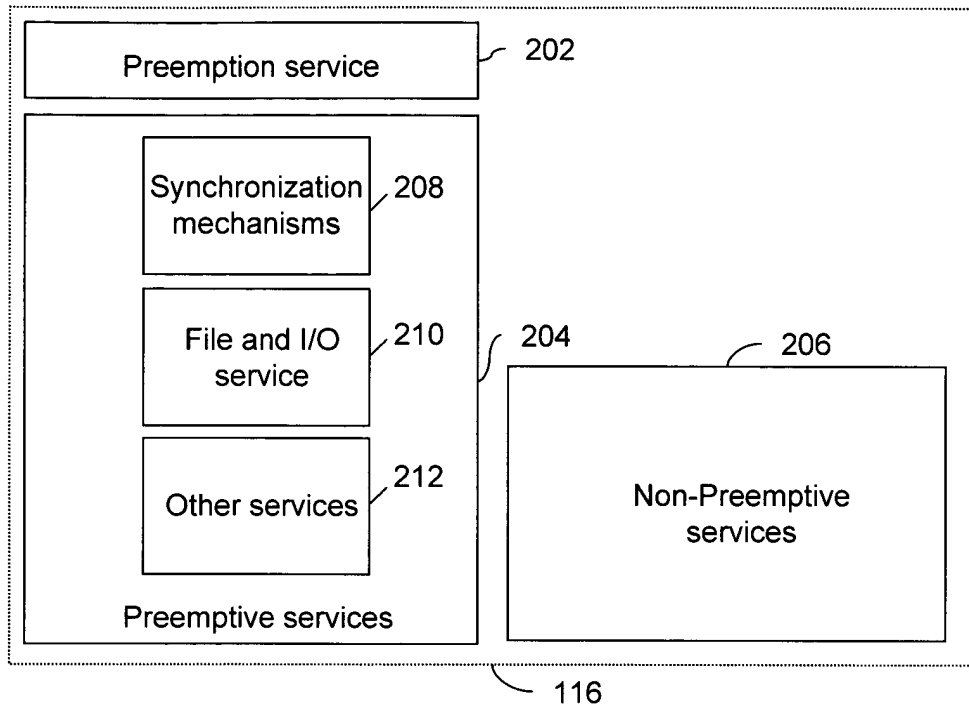 Preemption service
202
Synchronization
mechanisms
208
File and I/O
service
210
204
206
Other services
212
Non-Preemptive
services
Preemptive services
116